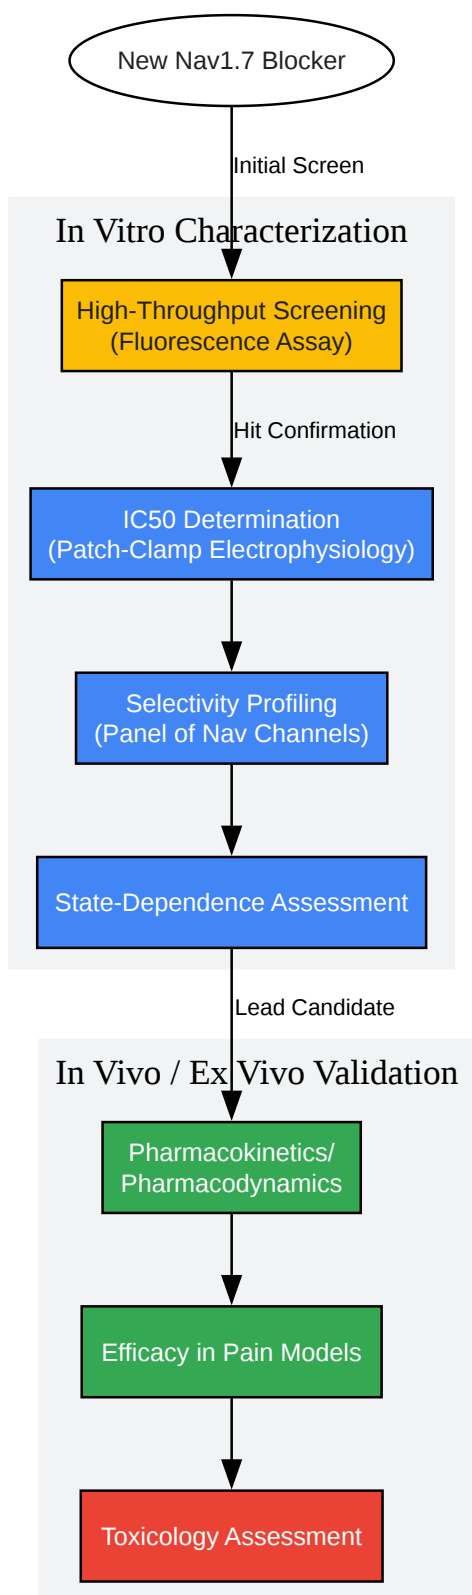 New Nav1.7 Blocker
Initial Screen
In Vitro Characterization
High-Throughput Screening
(Fluorescence Assay)
Hit Confirmation
IC50 Determination
(Patch-Clamp Electrophysiology)
Selectivity Profiling
(Panel of Nav Channels)
State-Dependence Assessment
Lead Candidate
In Vivo / Ex Vivo Validation
Pharmacokinetics/
Pharmacodynamics
Efficacy in Pain Models
Toxicology Assessment